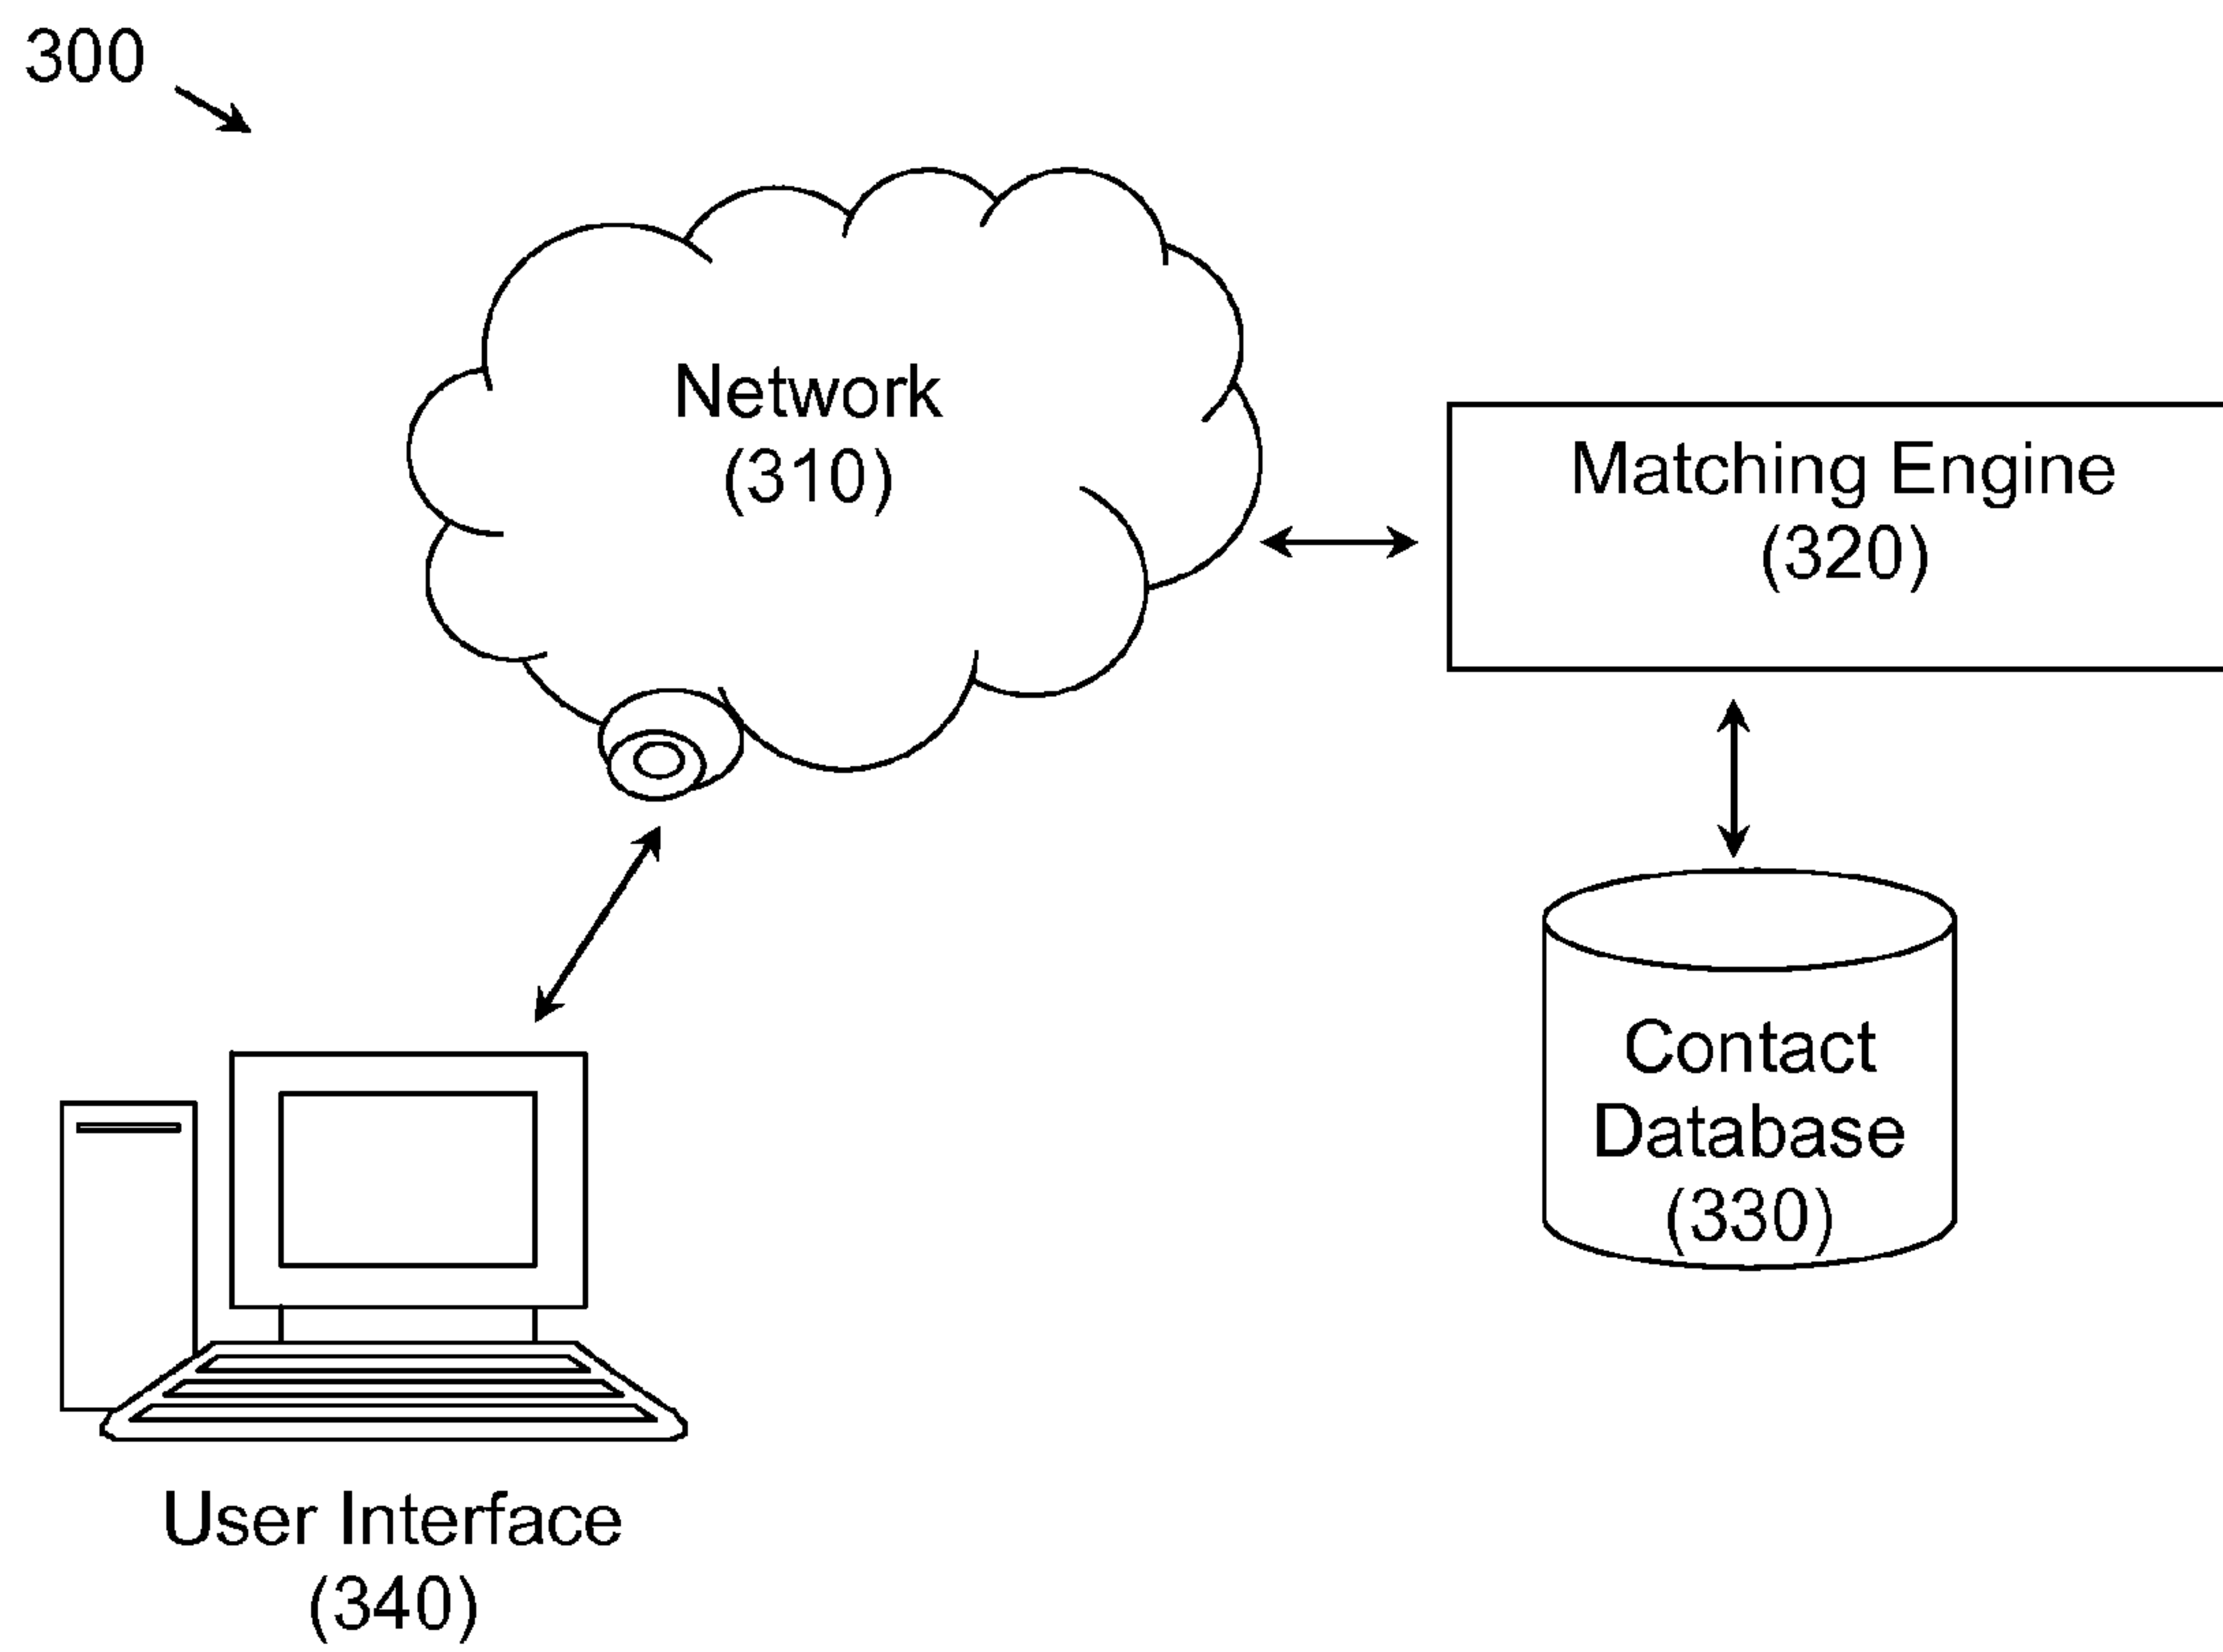 300
Network
(310)
Matching Engine
(320)
Contact
Database
(330)
User Interface
(340)